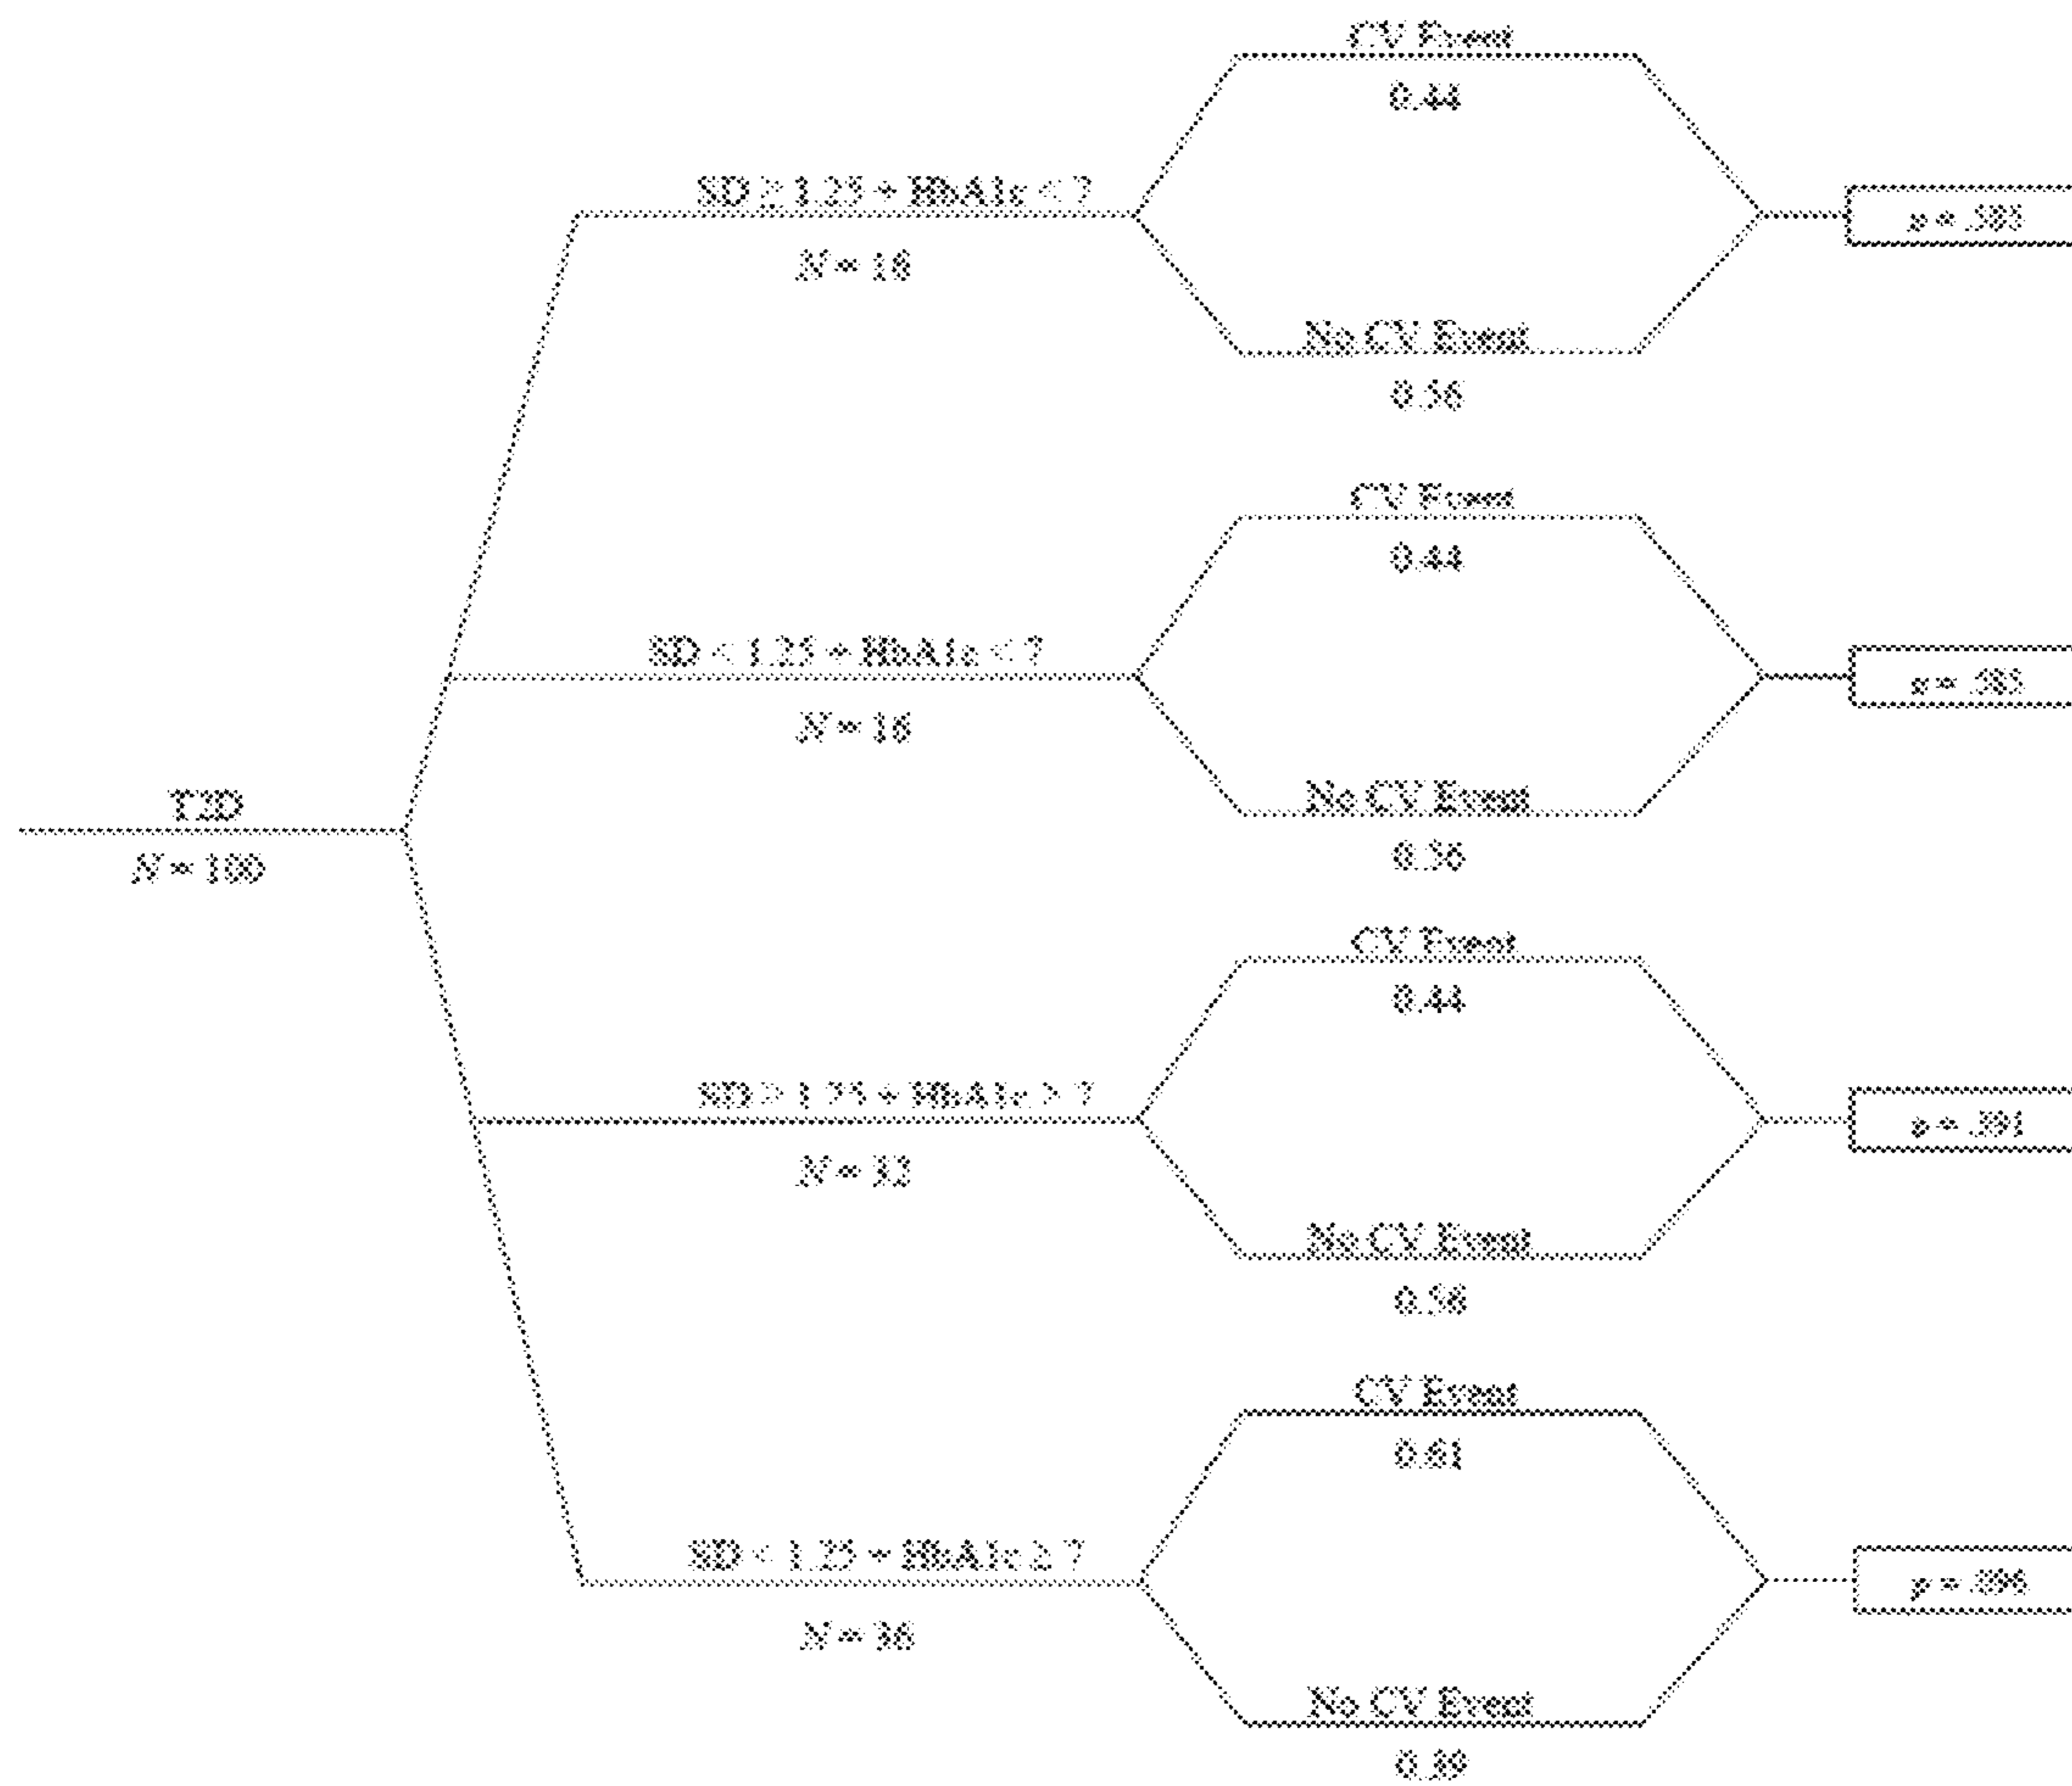 CV Event
0.44
SD ≥ 1.25 + HbA1c < 7
N = 16
No CV Event
0.56
CV Event
0.44
SD < 1.25 + HbA1c < 7
N = 16
No CV Event
0.56
T2D
N = 100
CV Event
0.44
SD ≥ 1.25 + HbA1c ≥ 7
N = 32
No CV Event
0.56
CV Event
0.61
SD < 1.25 + HbA1c ≥ 7
N = 36
No CV Event
0.39